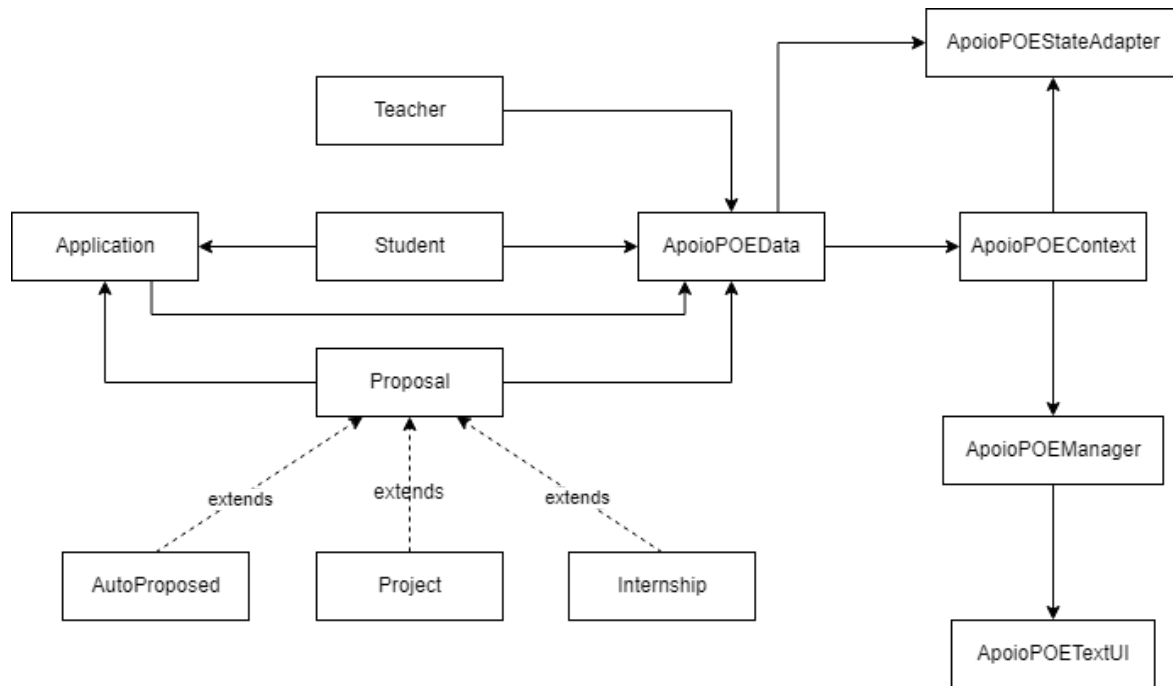 ApoioPOEStateAdapter
Teacher
Application
Student
ApoioPOEData
ApoioPOEContext
Proposal
ApoioPOEManager
extends
extends
extends
AutoProposed
Project
Internship
ApoioPOETextUI